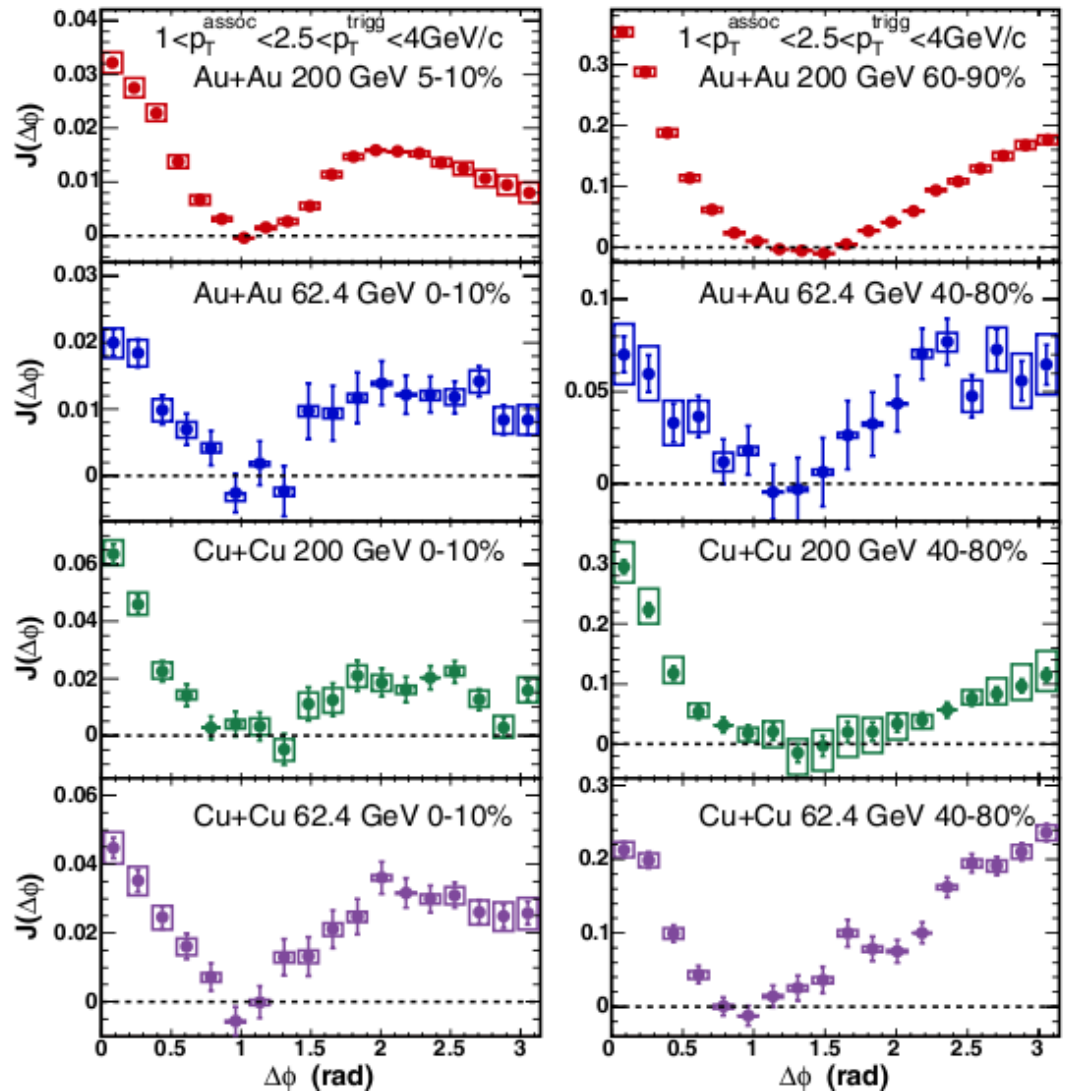 1<p_T^assoc <2.5<p_T^trigg <4GeV/c
Au+Au 200 GeV 5-10%
J(Δϕ)
0.04
0.03
0.02
0.01
0
1<p_T^assoc <2.5<p_T^trigg <4GeV/c
Au+Au 200 GeV 60-90%
0.3
0.2
0.1
0
Au+Au 62.4 GeV 0-10%
J(Δϕ)
0.03
0.02
0.01
0
Au+Au 62.4 GeV 40-80%
0.1
0.05
0
Cu+Cu 200 GeV 0-10%
J(Δϕ)
0.06
0.04
0.02
0
Cu+Cu 200 GeV 40-80%
0.3
0.2
0.1
0
Cu+Cu 62.4 GeV 0-10%
J(Δϕ)
0.06
0.04
0.02
0
Cu+Cu 62.4 GeV 40-80%
0.3
0.2
0.1
0
0 0.5 1 1.5 2 2.5 3
Δϕ (rad)
0 0.5 1 1.5 2 2.5 3
Δϕ (rad)